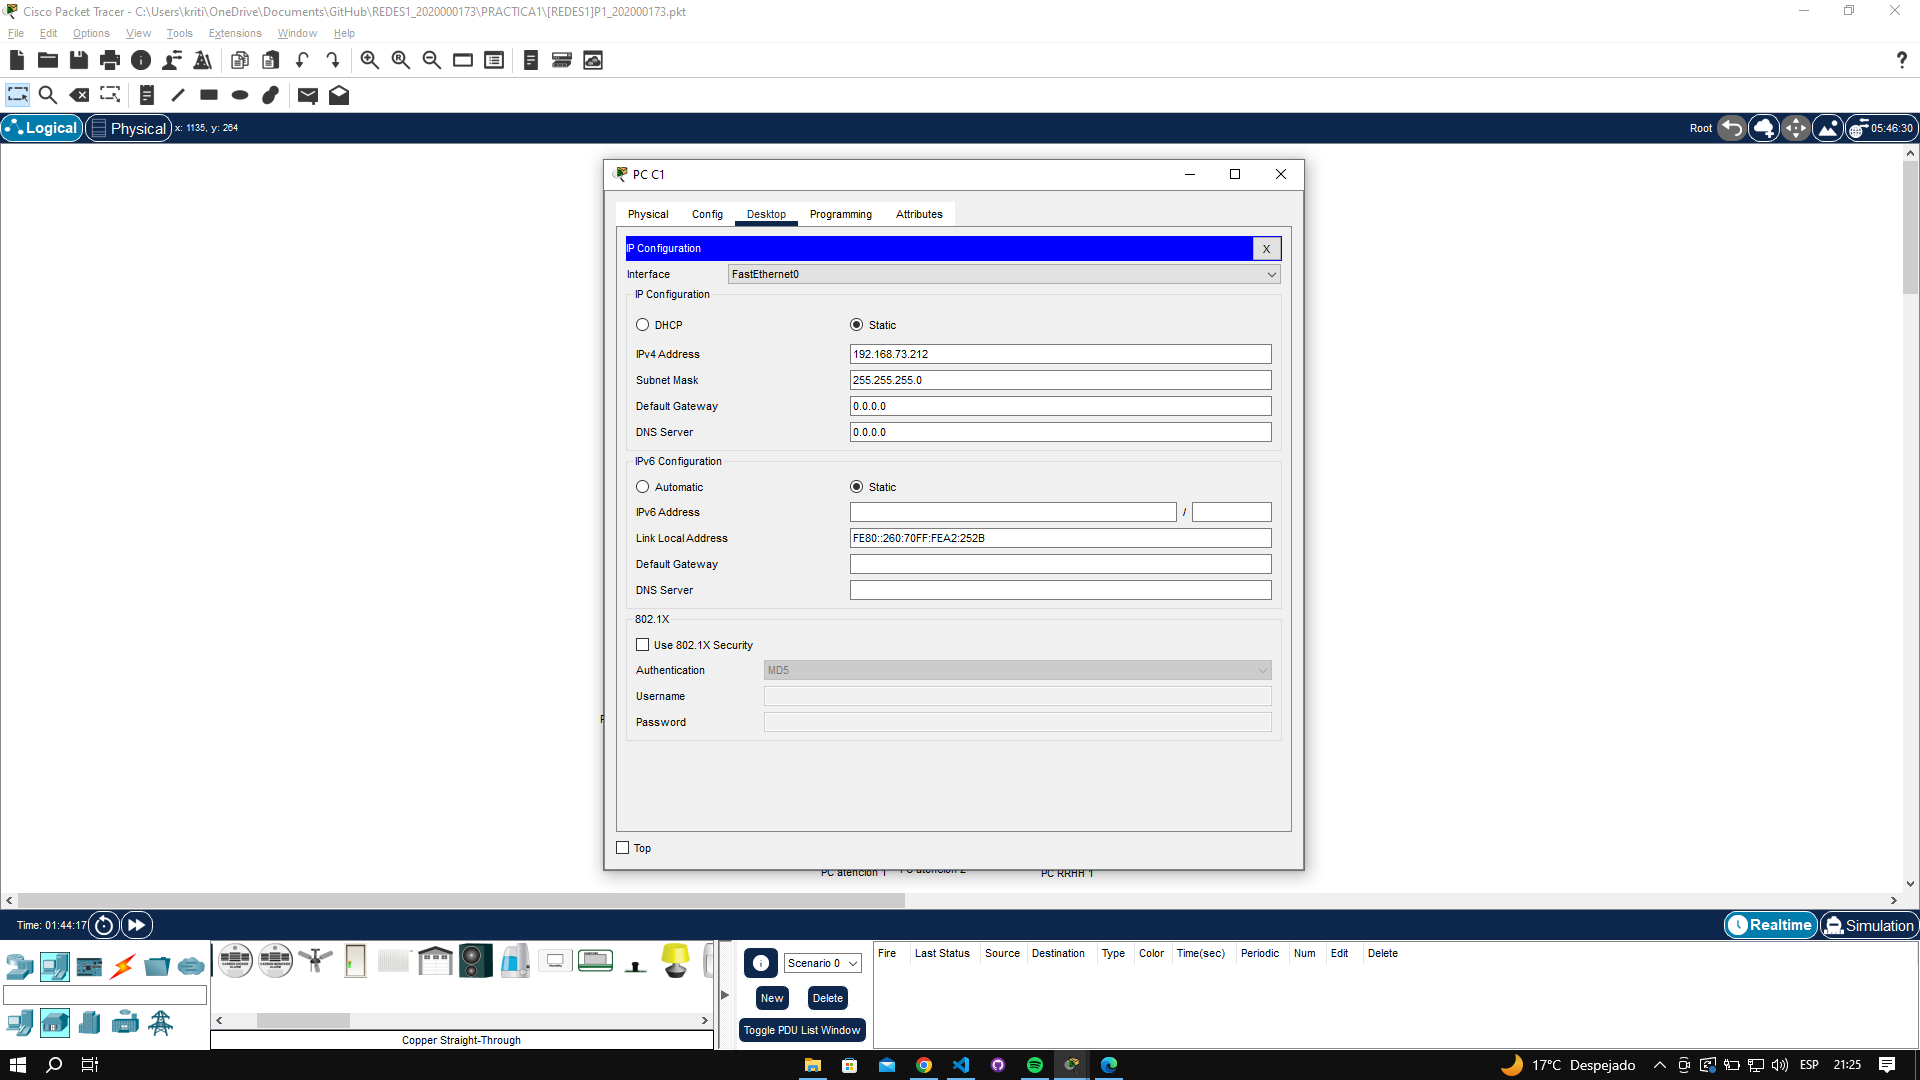 Cisco Packet Tracer - C:\Users\kriti\OneDrive\Documents\GitHub\REDES1_2020000173\PRACTICA1\[REDES1]P1_202000173.pkt
File Edit Options View Tools Extensions Window Help
?
Logical Physical x: 1135, y: 264 Root 05:46:30
PC C1
Physical Config Desktop Programming Attributes
IP Configuration X
Interface FastEthernet0
IP Configuration
DHCP Static
IPv4 Address 192.168.73.212
Subnet Mask 255.255.255.0
Default Gateway 0.0.0.0
DNS Server 0.0.0.0
IPv6 Configuration
Automatic Static
IPv6 Address /
Link Local Address FE80::260:70FF:FEA2:252B
Default Gateway
DNS Server
802.1X
Use 802.1X Security
Authentication MD5
Username
Password
Top
PC atencion 1 PC atencion 2 PC RRHH 1
Time: 01:44:17 Realtime Simulation
Scenario 0
New Delete
Toggle PDU List Window
Fire Last Status Source Destination Type Color Time(sec) Periodic Num Edit Delete
Copper Straight-Through
17°C Despejado ESP 21:25